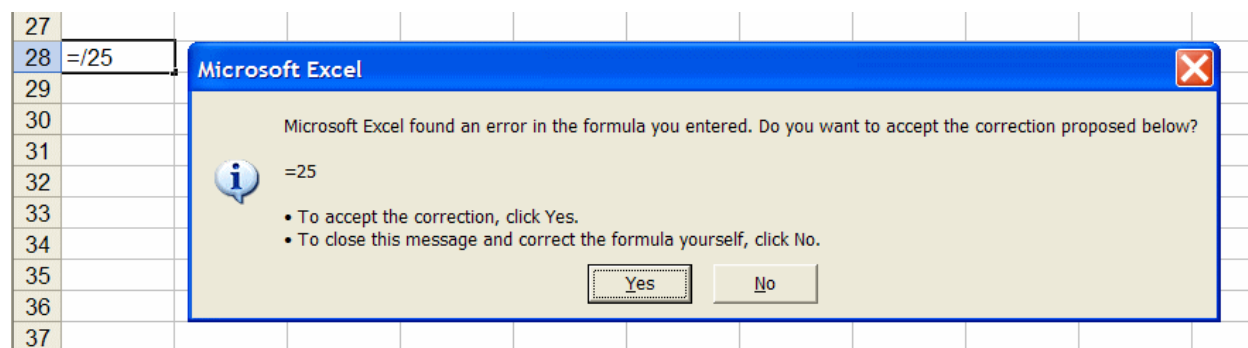 27
28 =/25
Microsoft Excel
29
30
Microsoft Excel found an error in the formula you entered. Do you want to accept the correction proposed below?
31
32
=25
33
• To accept the correction, click Yes.
34
• To close this message and correct the formula yourself, click No.
35
Yes No
36
37